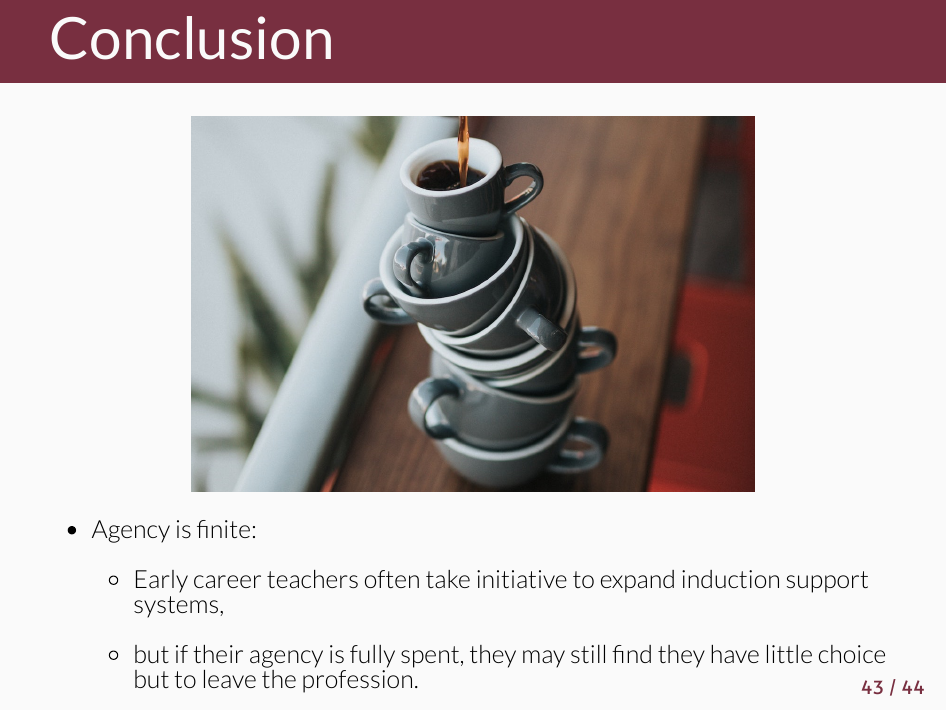 Conclusion
• Agency is finite:
◦ Early career teachers often take initiative to expand induction support
systems,
◦ but if their agency is fully spent, they may still find they have little choice
but to leave the profession.
43 / 44